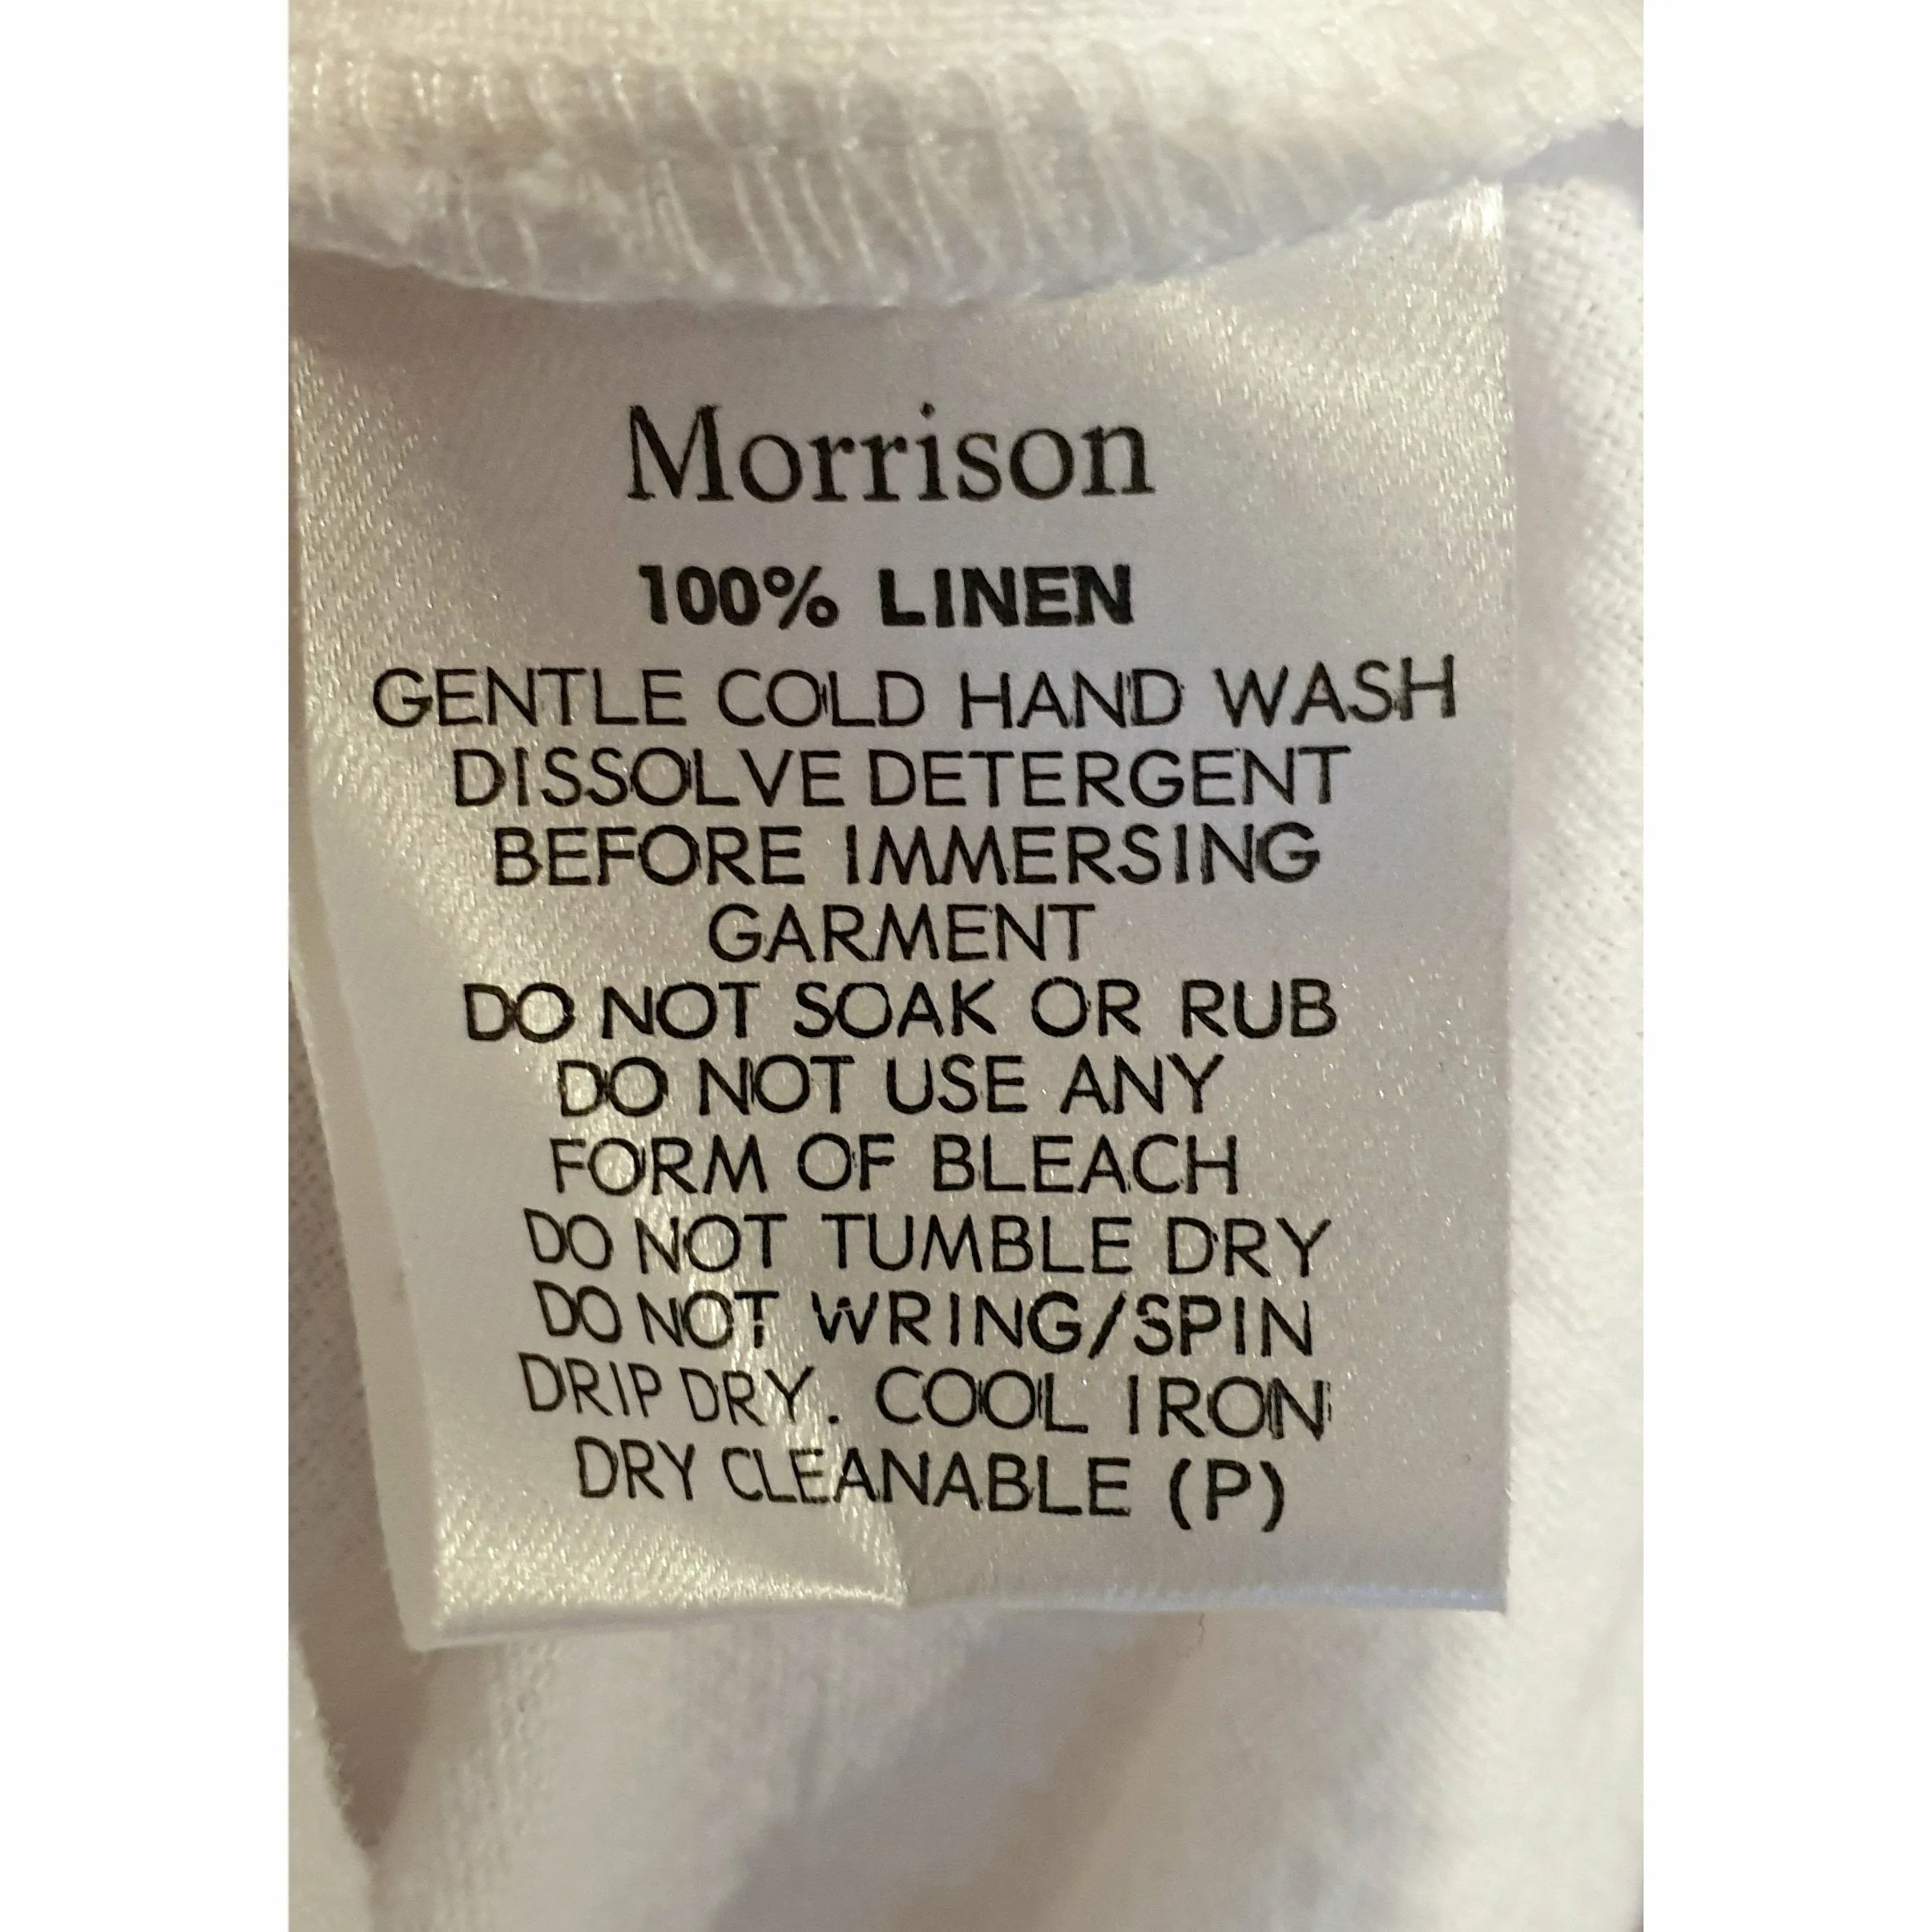 Morrison
100% LINEN
GENTLE COLD HAND WASH
DISSOLVE DETERGENT
BEFORE IMMERSING
GARMENT
DO NOT SOAK OR RUB
DO NOT USE ANY
FORM OF BLEACH
DO NOT TUMBLE DRY
DO NOT WRING/SPIN
DRIP DRY. COOL IRON
DRY CLEANABLE (P)